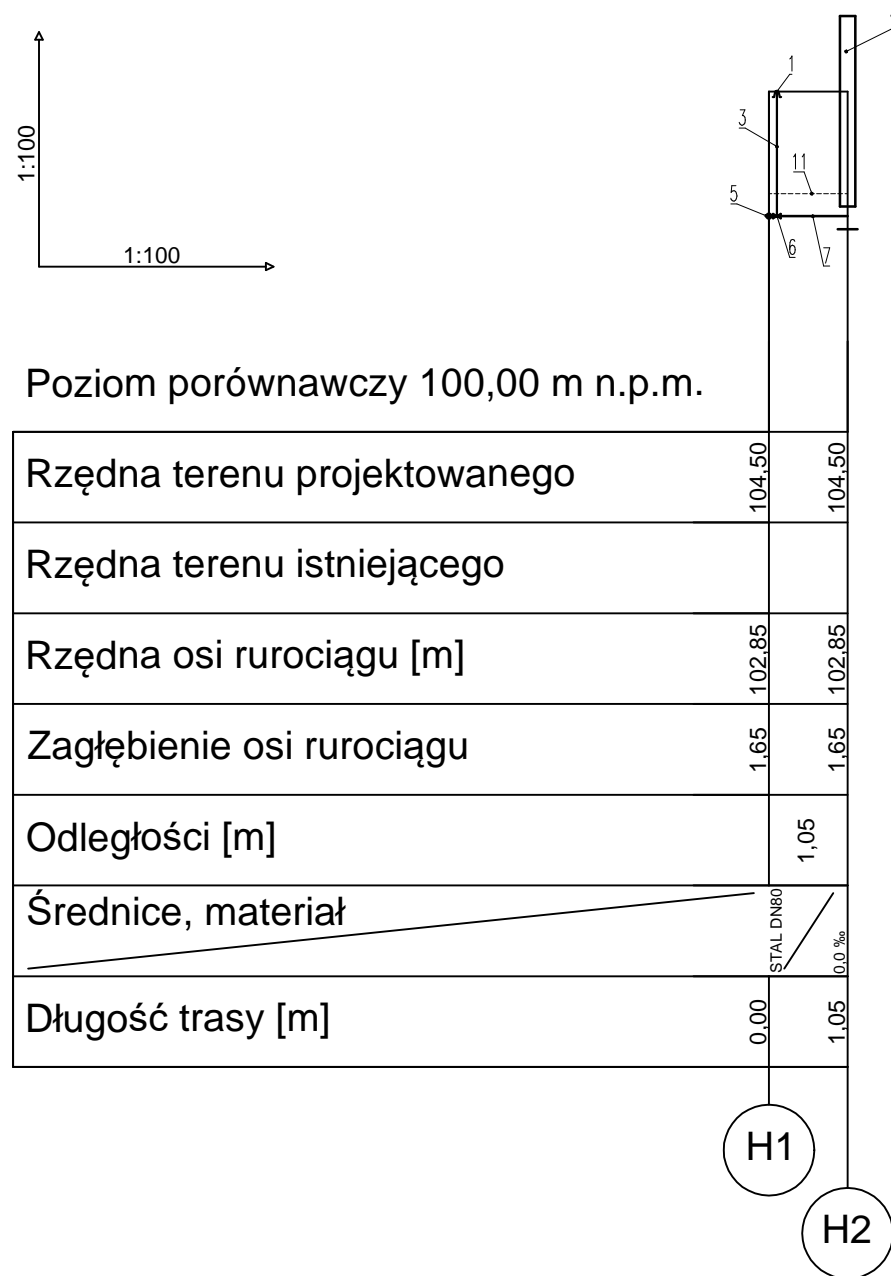 1
3
11
5
6
7
1:100
1:100
Poziom porównawczy 100,00 m n.p.m.
Rzędna terenu projektowanego 104,50 104,50
Rzędna terenu istniejącego
Rzędna osi rurociągu [m] 102,85 102,85
Zagłębienie osi rurociągu 1,65 1,65
Odległości [m] 1,05
Średnice, materiał STAL DN80 0,0 ‰
Długość trasy [m] 0,00 1,05
H1
H2